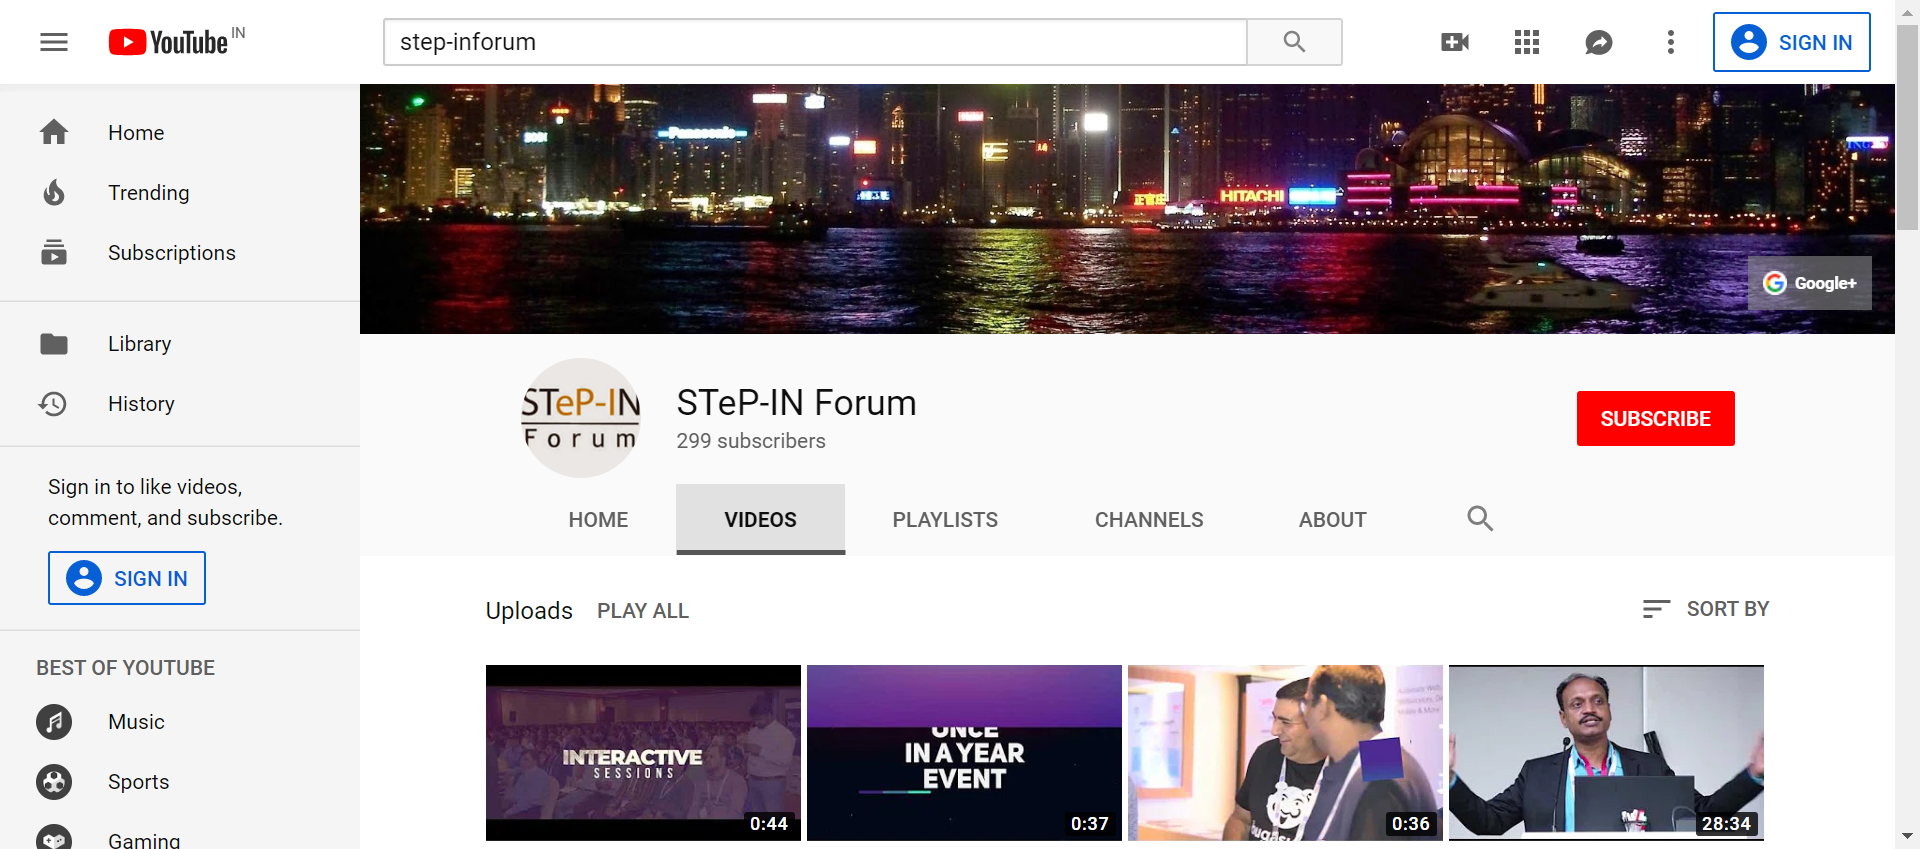 YouTube IN
step-inforum
SIGN IN
Home
Trending
Subscriptions
Library
History
Sign in to like videos,
comment, and subscribe.
SIGN IN
BEST OF YOUTUBE
Music
Sports
Gaming
Panasonic
HITACHI
Google+
STeP-IN
Forum
STeP-IN Forum
299 subscribers
SUBSCRIBE
HOME
VIDEOS
PLAYLISTS
CHANNELS
ABOUT
Uploads
PLAY ALL
SORT BY
INTERACTIVE
SESSIONS
0:44
ONCE
IN A YEAR
EVENT
0:37
0:36
28:34